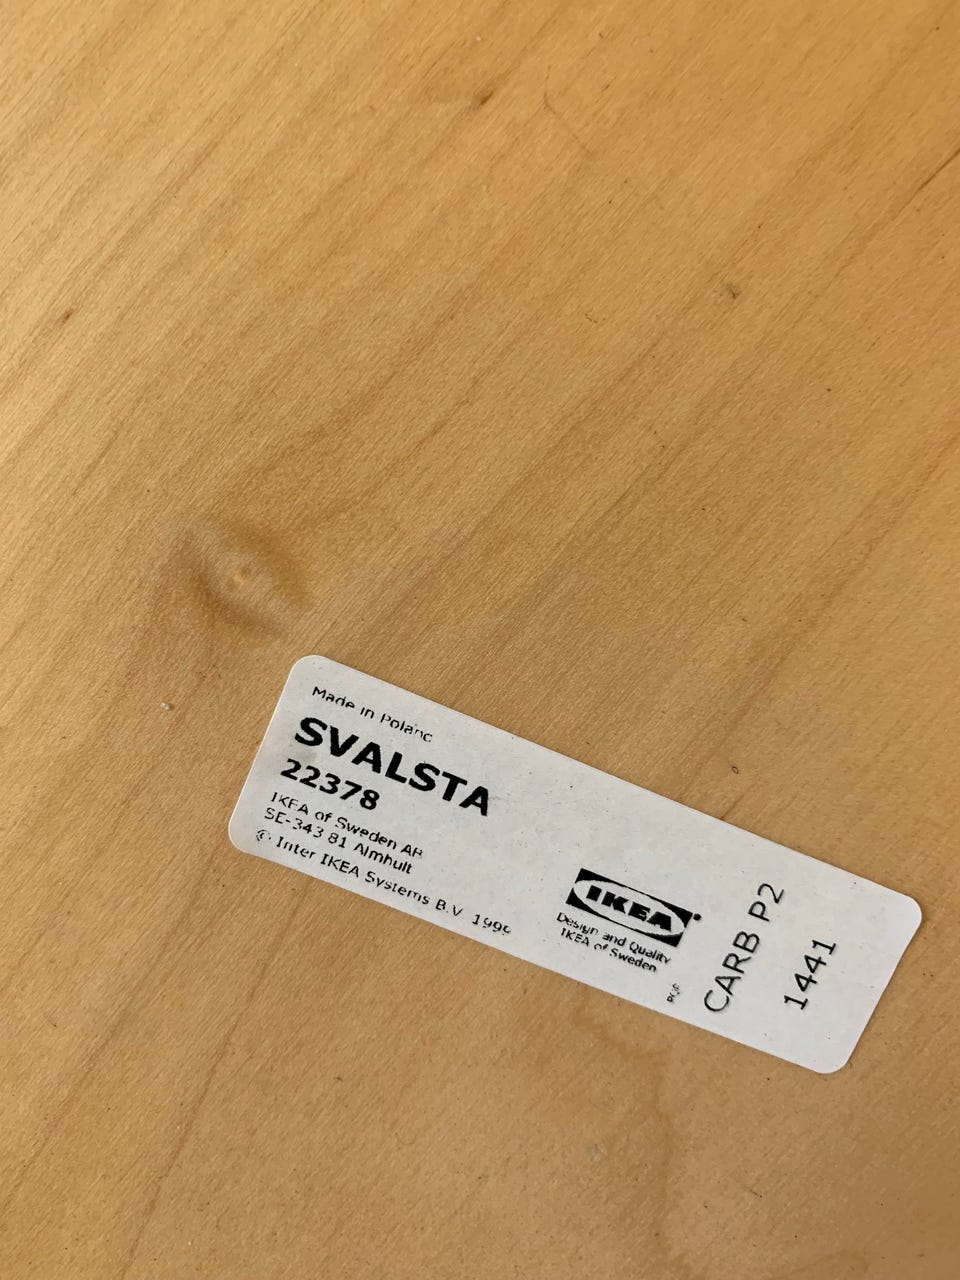 Made in Poland
SVALSTA
22378
IKEA of Sweden AB
SE-343 81 Älmhult
© Inter IKEA Systems B.V. 1999
IKEA®
Design and Quality
IKEA of Sweden
CARB P2
1441